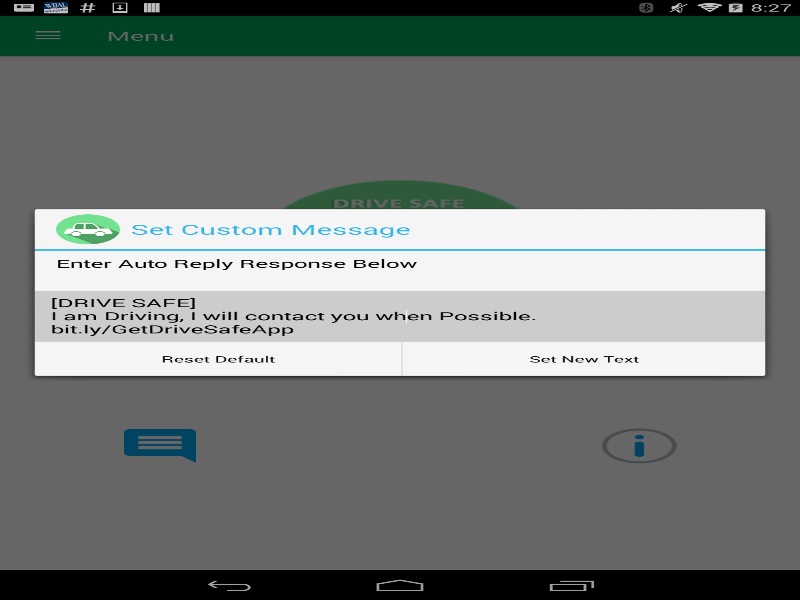 8:27
Menu
DRIVE SAFE
Set Custom Message
Enter Auto Reply Response Below
[DRIVE SAFE]
I am Driving, I will contact you when Possible.
bit.ly/GetDriveSafeApp
Reset Default
Set New Text